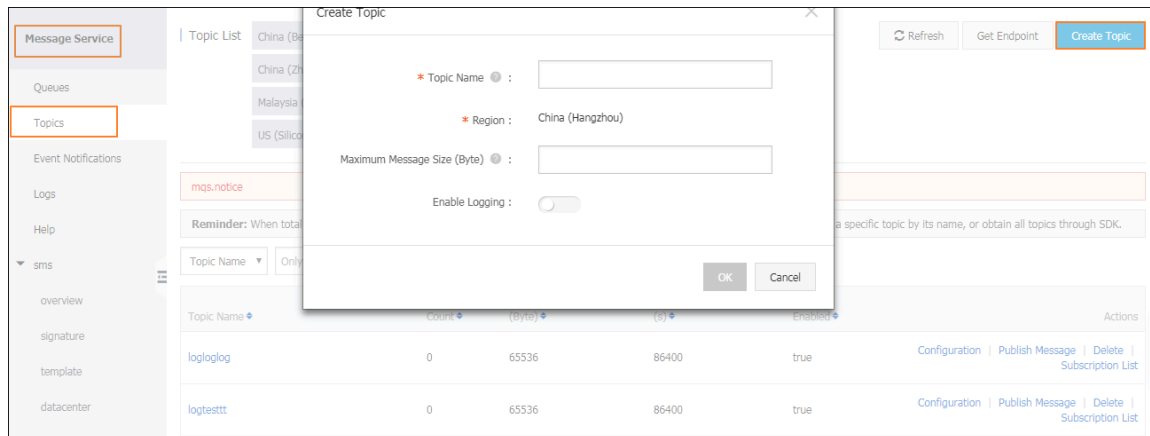 Message Service
Queues
Topics
Event Notifications
Logs
Help
sms
overview
signature
template
datacenter
Topic List
China (Be
China (Zh
Malaysia
US (Silico
Refresh
Get Endpoint
Create Topic
Create Topic
* Topic Name :
* Region : China (Hangzhou)
Maximum Message Size (Byte) :
Enable Logging :
OK Cancel
mqs.notice
Reminder: When total
a specific topic by its name, or obtain all topics through SDK.
Topic Name Only
Topic Name Count (Byte) (s) Enabled Actions
logloglog 0 65536 86400 true Configuration | Publish Message | Delete |
Subscription List
logtesttt 0 65536 86400 true Configuration | Publish Message | Delete |
Subscription List